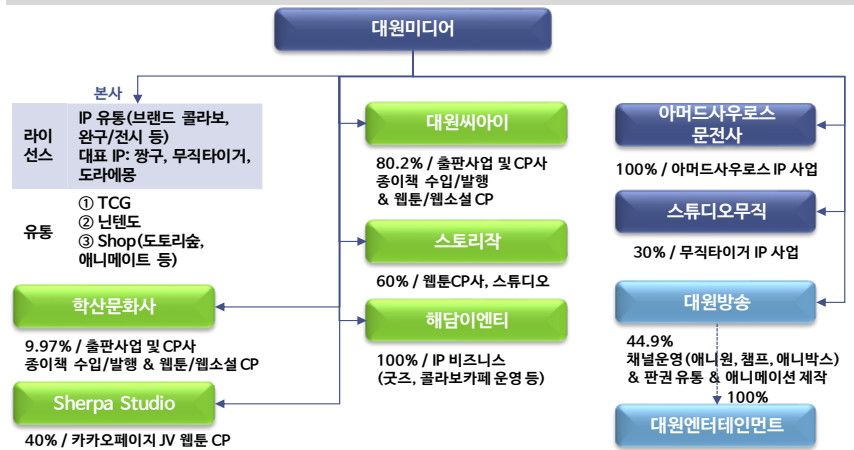 대원미디어
본사
라이
선스
IP 유통(브랜드 콜라보,
완구/전시 등)
대표 IP: 짱구, 무직타이거,
도라에몽
유통
① TCG
② 닌텐도
③ Shop(도토리숲,
애니메이트 등)
학산문화사
9.97% / 출판사업 및 CP사
종이책 수입/발행 & 웹툰/웹소설 CP
Sherpa Studio
40% / 카카오페이지 JV 웹툰 CP
대원씨아이
80.2% / 출판사업 및 CP사
종이책 수입/발행
& 웹툰/웹소설 CP
스토리작
60% / 웹툰CP사, 스튜디오
해담이엔티
100% / IP 비즈니스
(굿즈, 콜라보카페 운영 등)
아머드사우로스
문전사
100% / 아머드사우로스 IP 사업
스튜디오무직
30% / 무직타이거 IP 사업
대원방송
44.9%
채널운영(애니원, 챔프, 애니박스)
& 판권 유통 & 애니메이션 제작
100%
대원엔터테인먼트